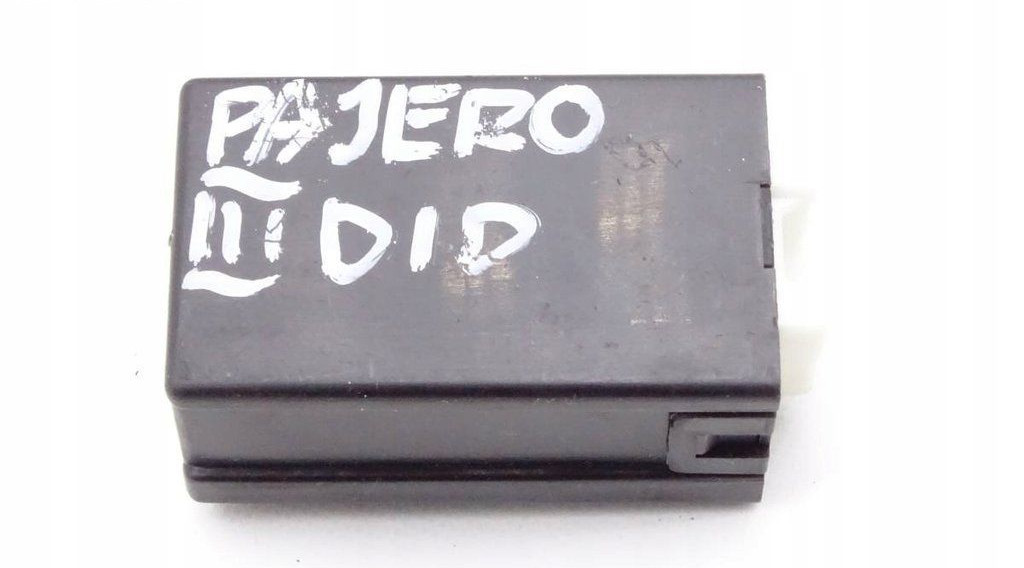 PAJERO
III DID